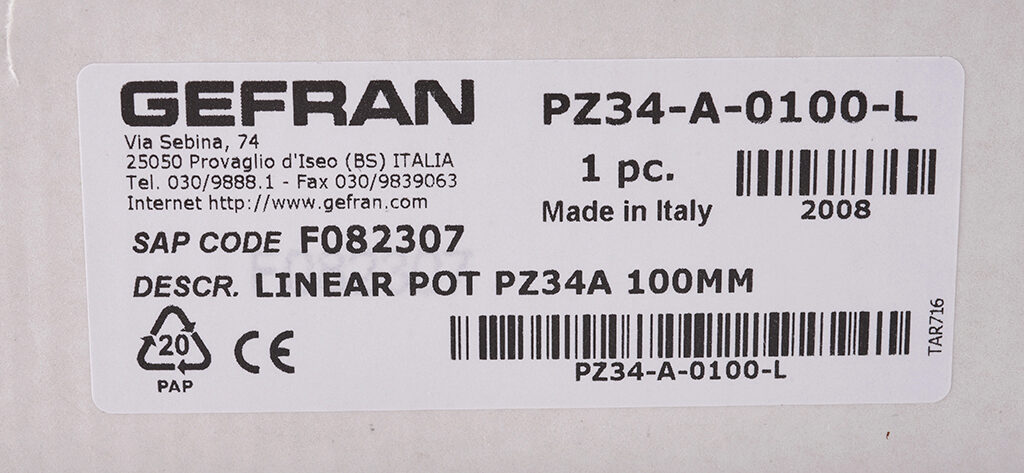 GEFRAN
Via Sebina, 74
25050 Provaglio d'Iseo (BS) ITALIA
Tel. 030/9888.1 - Fax 030/9839063
Internet http://www.gefran.com
PZ34-A-0100-L
1 pc.
Made in Italy
2008
SAP CODE F082307
DESCR. LINEAR POT PZ34A 100MM
20
PAP
CE
PZ34-A-0100-L
TAR716